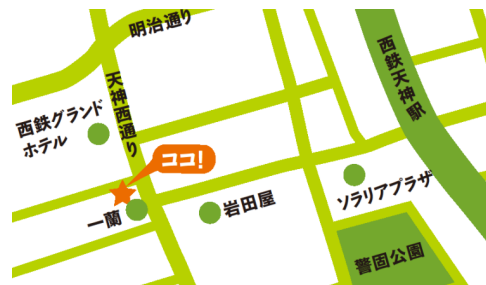 明治通り
天神西通り
西鉄天神駅
西鉄グランド
ホテル
ココ!
一蘭
岩田屋
ソラリアプラザ
警固公園